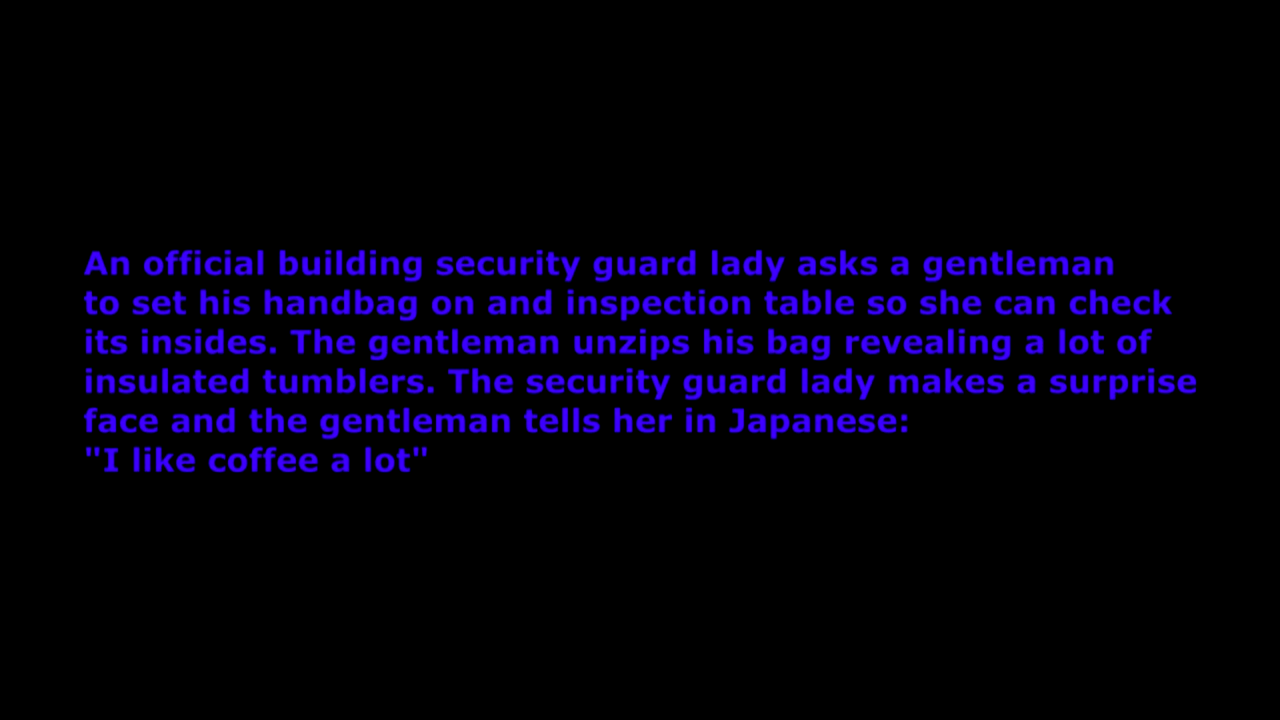 An official building security guard lady asks a gentleman
to set his handbag on and inspection table so she can check
its insides. The gentleman unzips his bag revealing a lot of
insulated tumblers. The security guard lady makes a surprise
face and the gentleman tells her in Japanese:
"I like coffee a lot"